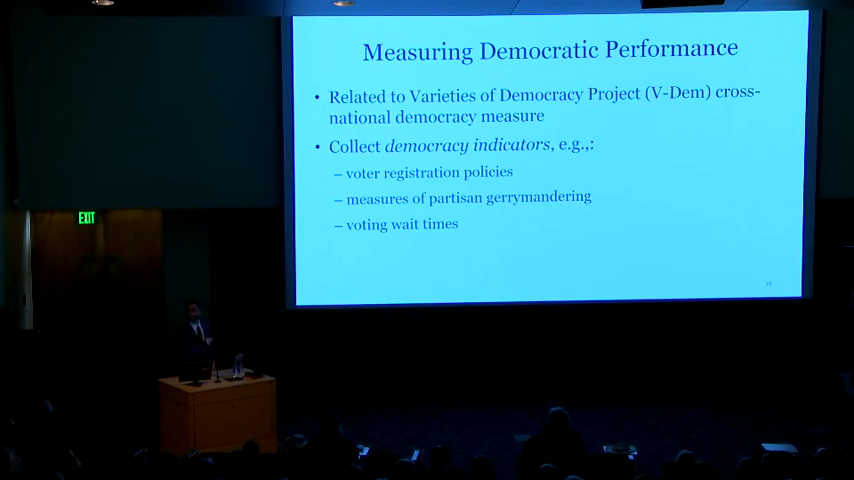 Measuring Democratic Performance
• Related to Varieties of Democracy Project (V-Dem) cross-
national democracy measure
• Collect democracy indicators, e.g.,:
– voter registration policies
– measures of partisan gerrymandering
– voting wait times
EXIT